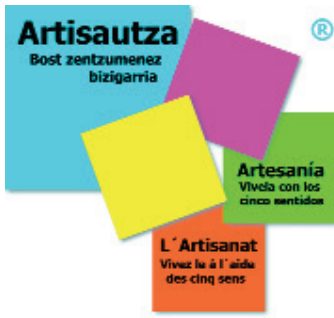 Artisautza
Bost zentzumenez
bizigarria
®
Artesanía
Vívela con los
cinco sentidos
L´Artisanat
Vivez le à l´aide
des cinq sens